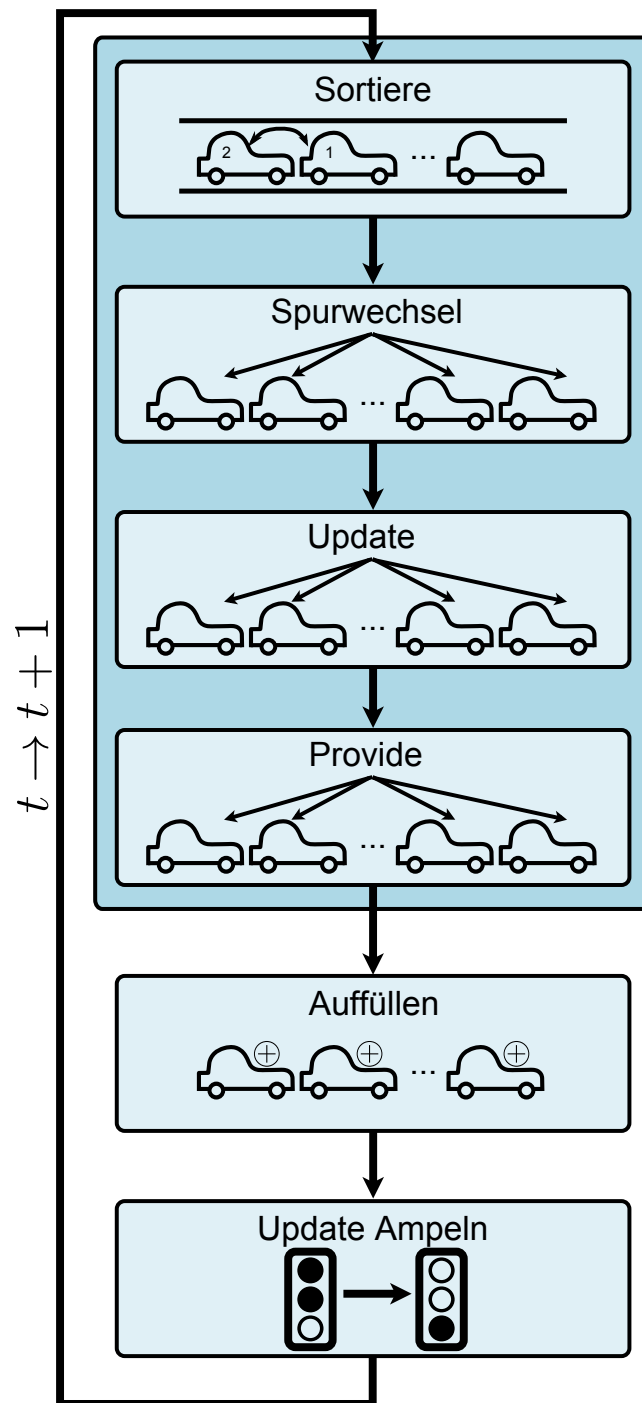 Sortiere
2 1 ...
Spurwechsel
...
Update
...
Provide
...
Auffüllen
...
Update Ampeln
t → t + 1